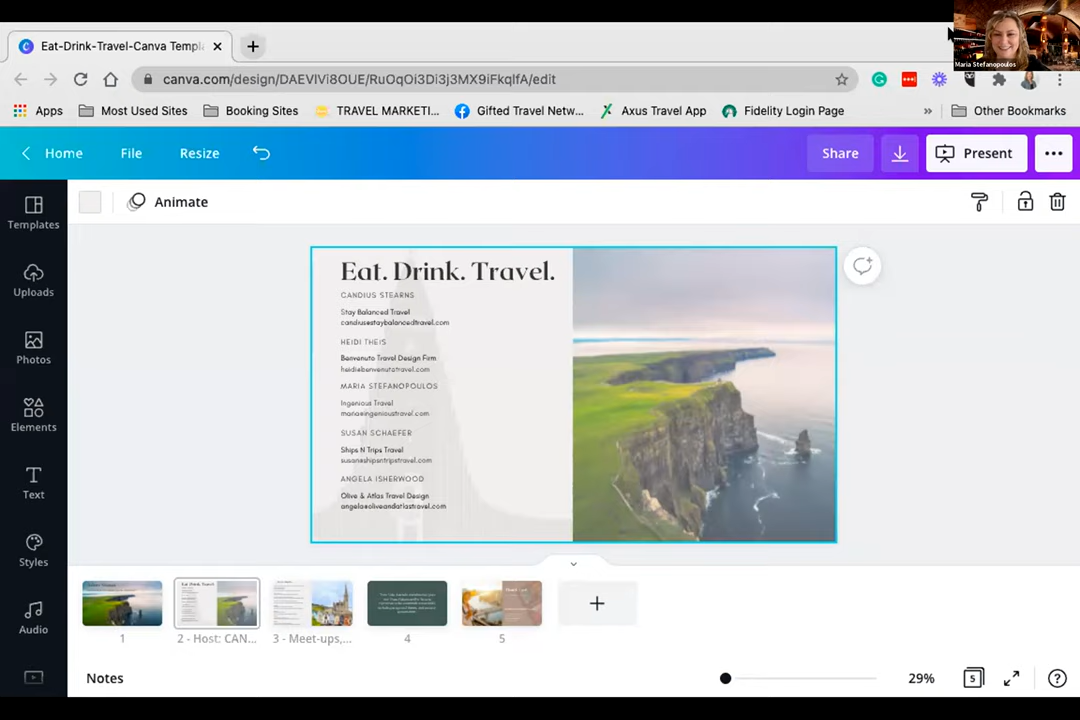 Maria Stefanopoulos
Eat-Drink-Travel-Canva Templ
canva.com/design/DAEVIVi8OUE/RuOqOi3Di3j3MX9iFkqlfA/edit
Apps Most Used Sites Booking Sites TRAVEL MARKETI... Gifted Travel Netw... Axus Travel App Fidelity Login Page » Other Bookmarks
Home File Resize Share Present
Templates
Animate
Uploads
Photos
Elements
Text
Styles
Audio
Eat. Drink. Travel.
CANDIUS STEARNS
Stay Balanced Travel
candius@staybalancedtravel.com
HEIDI THEIS
Benvenuto Travel Design Firm
heidi@benvenutotravel.com
MARIA STEFANOPOULOS
Ingenious Travel
maria@ingenioustravel.com
SUSAN SCHAEFER
Ships N Trips Travel
susan@shipsntripstravel.com
ANGELA ISHERWOOD
Olive & Atlas Travel Design
angela@oliveandatlastravel.com
1
2 - Host: CAN...
3 - Meet-ups,...
4
5
Notes
29%
5